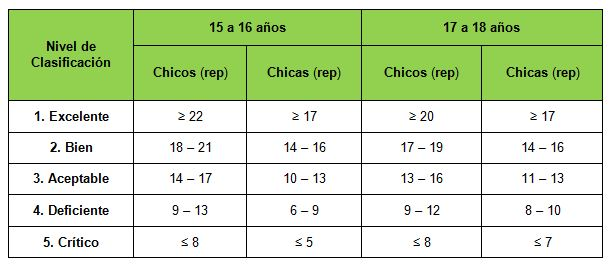 Nivel de Clasificación 15 a 16 años 17 a 18 años
Chicos (rep) Chicas (rep) Chicos (rep) Chicas (rep)
1. Excelente ≥ 22 ≥ 17 ≥ 20 ≥ 17
2. Bien 18 – 21 14 – 16 17 – 19 14 – 16
3. Aceptable 14 – 17 10 – 13 13 – 16 11 – 13
4. Deficiente 9 – 13 6 – 9 9 – 12 8 – 10
5. Crítico ≤ 8 ≤ 5 ≤ 8 ≤ 7